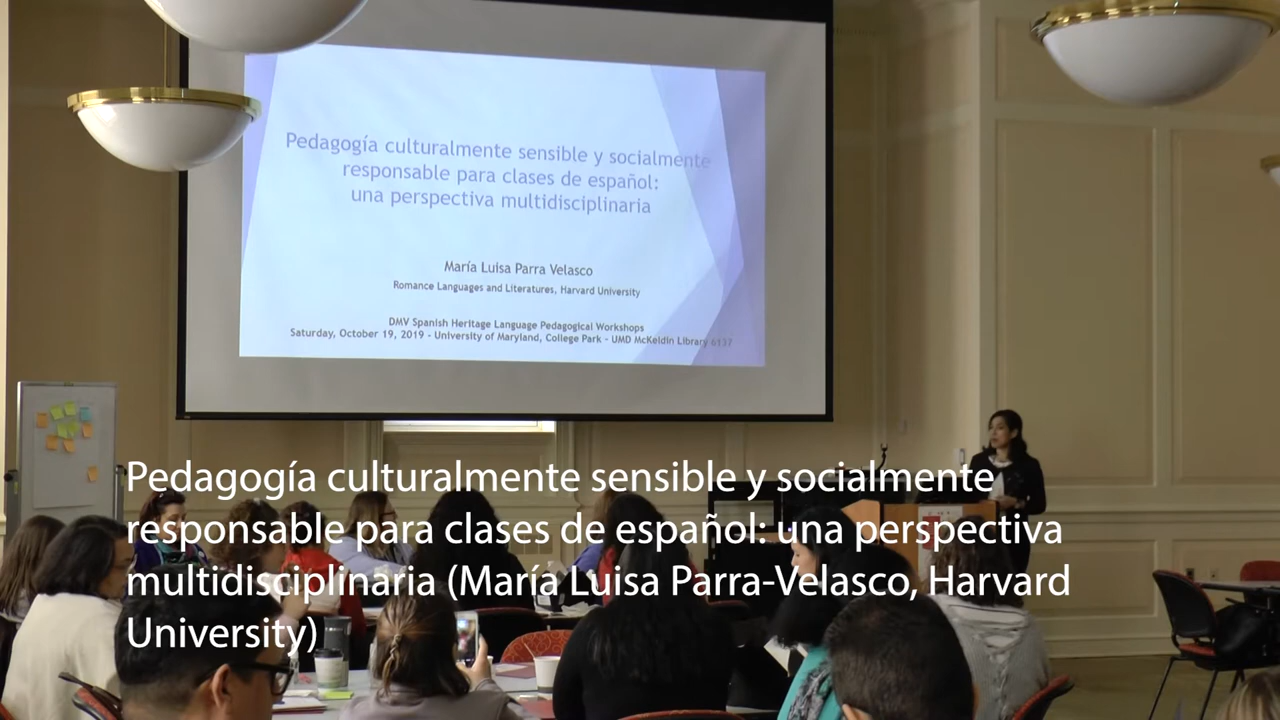 Pedagogía culturalmente sensible y socialmente
responsable para clases de español:
una perspectiva multidisciplinaria
María Luisa Parra Velasco
Romance Languages and Literatures, Harvard University
DMV Spanish Heritage Language Pedagogical Workshops
Saturday, October 19, 2019 - University of Maryland, College Park - UMD McKeldin Library 6137
Pedagogía culturalmente sensible y socialmente
responsable para clases de español: una perspectiva
multidisciplinaria (María Luisa Parra-Velasco, Harvard
University)